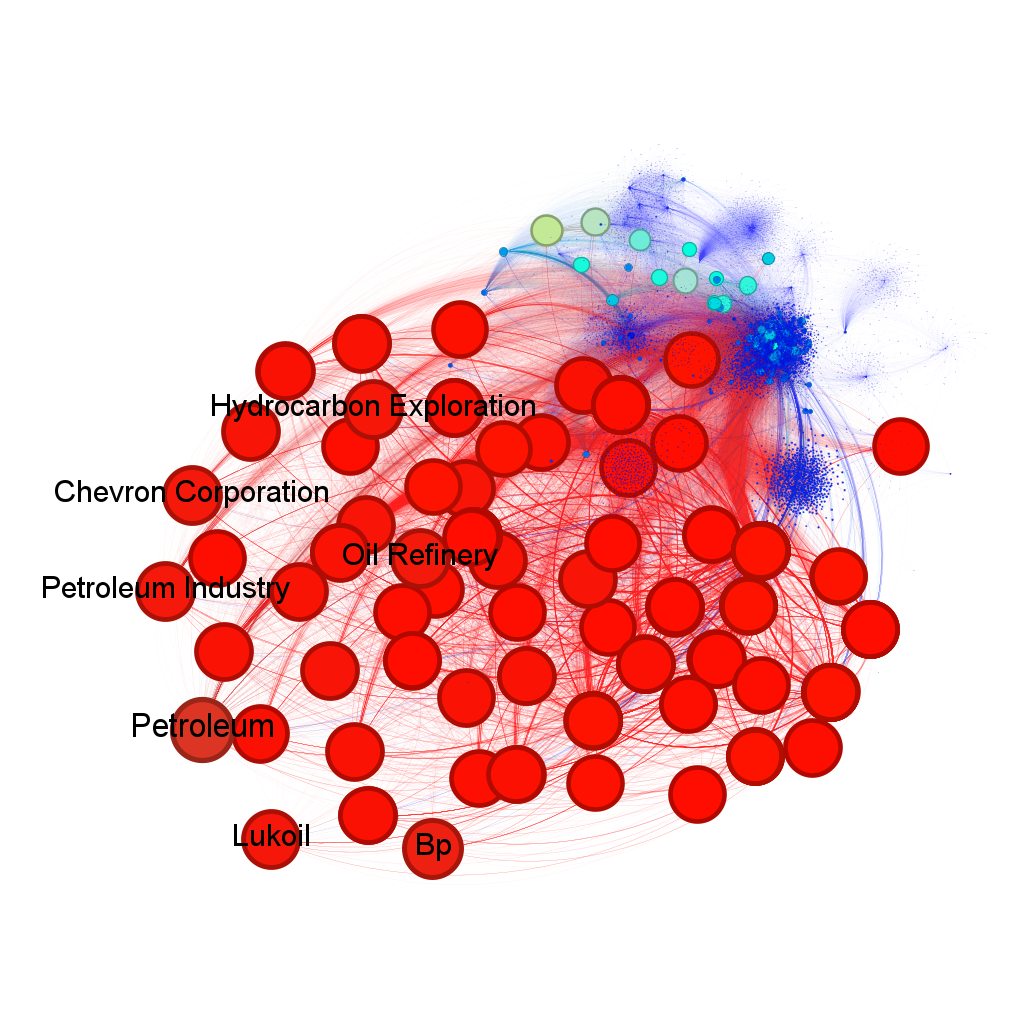 Hydrocarbon Exploration
Chevron Corporation
Oil Refinery
Petroleum Industry
Petroleum
Lukoil
Bp